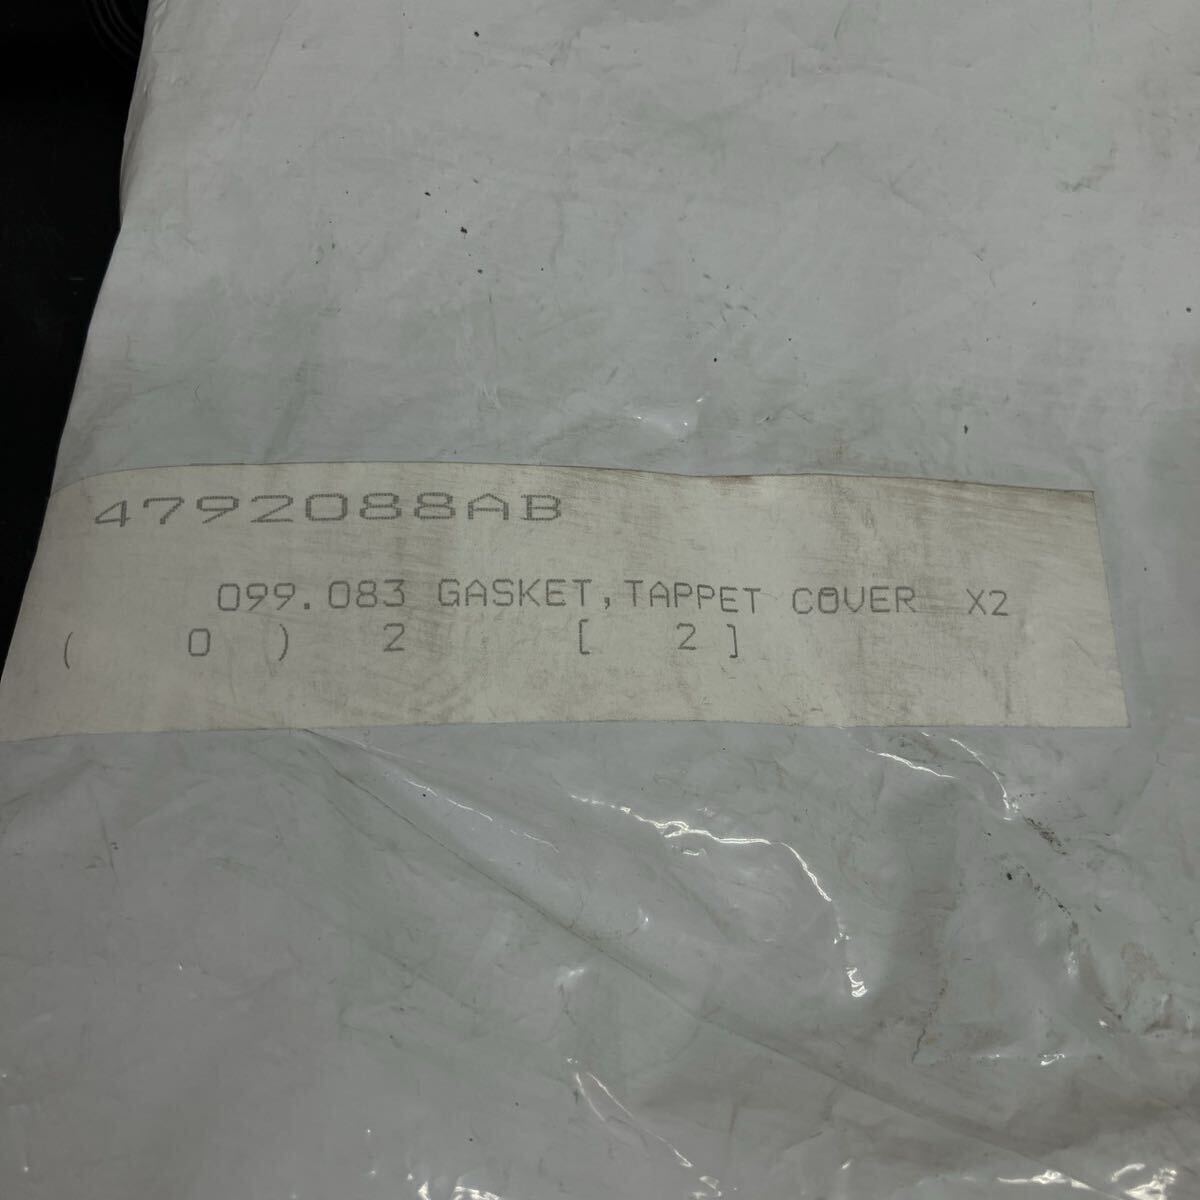 4792088AB
099.083 GASKET,TAPPET COVER X2
( 0 ) 2 [ 2 ]